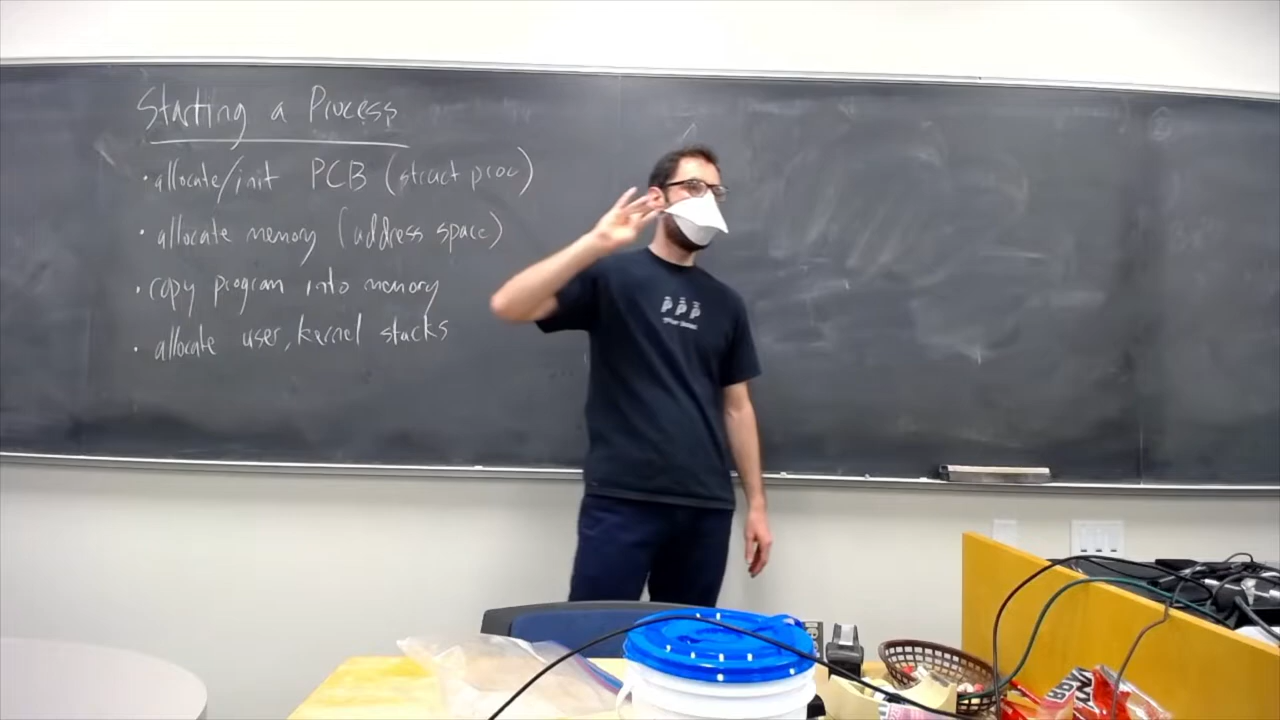 Starting a Process
• allocate/init PCB (struct proc)
• allocate memory (address space)
• copy program into memory
• allocate user, kernel stacks